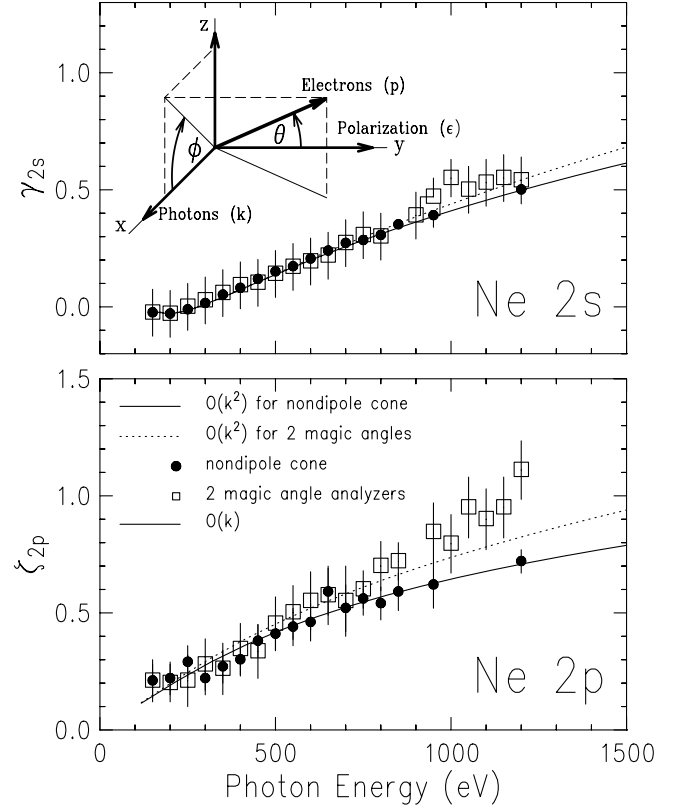 z
Electrons (p)
Polarization (ϵ)
ϕ
θ
y
x
Photons (k)
γ2s
1.0
0.5
0.0
Ne 2s
1.5
1.0
0.5
0.0
ζ2p
O(k²) for nondipole cone
O(k²) for 2 magic angles
nondipole cone
2 magic angle analyzers
O(k)
Ne 2p
0 500 1000 1500
Photon Energy (eV)